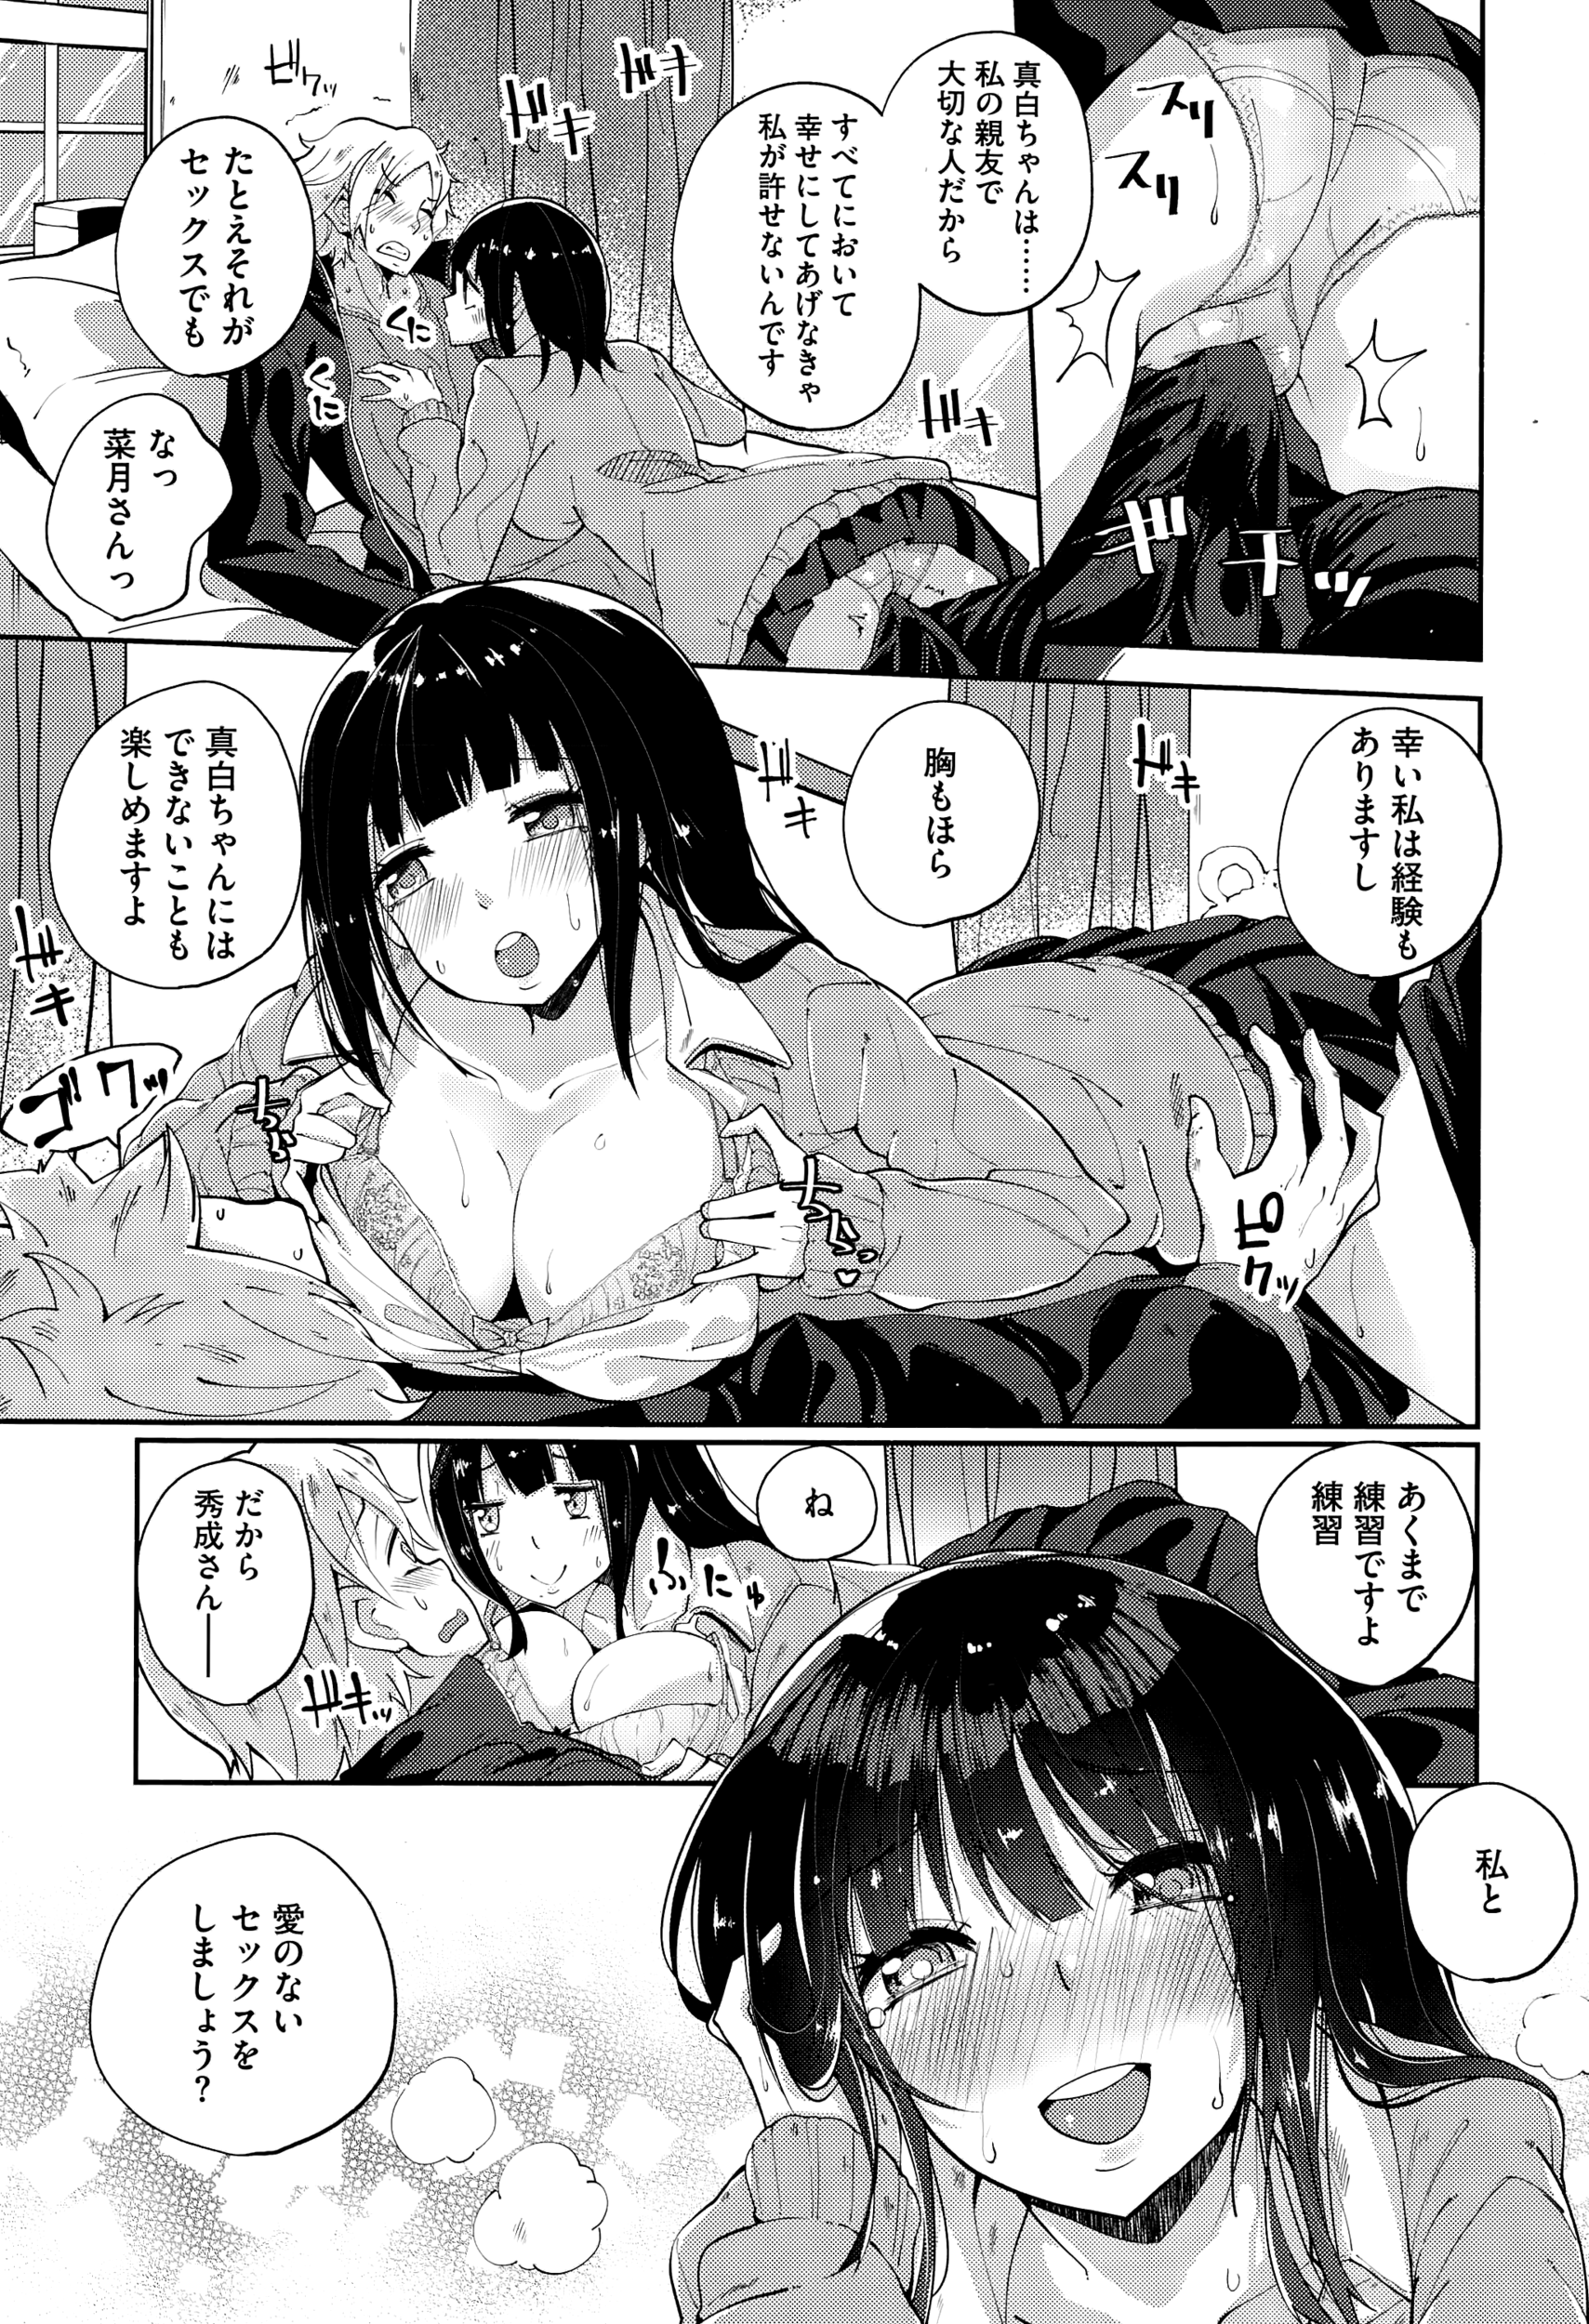 スリ
スリ
真白ちゃんは……
私の親友で
大切な人だから
すべてにおいて
幸せにしてあげなきゃ
私が許せないんです
ドキ
ドキ
ビクッ
たとえそれが
セックスでも
くに
くに
なっ
菜月さんっ
ドキ
ギチッ
幸い私は経験も
ありますし
ドキ
胸もほら
ドキ
真白ちゃんには
できないことも
楽しめますよ
ドキ
ゴクッ
ちら
ちらっ♡
ピクッ
あくまで
練習ですよ
練習
ね
ふにゅ
だから
秀成さん──
ドキッ
私と
愛のない
セックスを
しましょう?